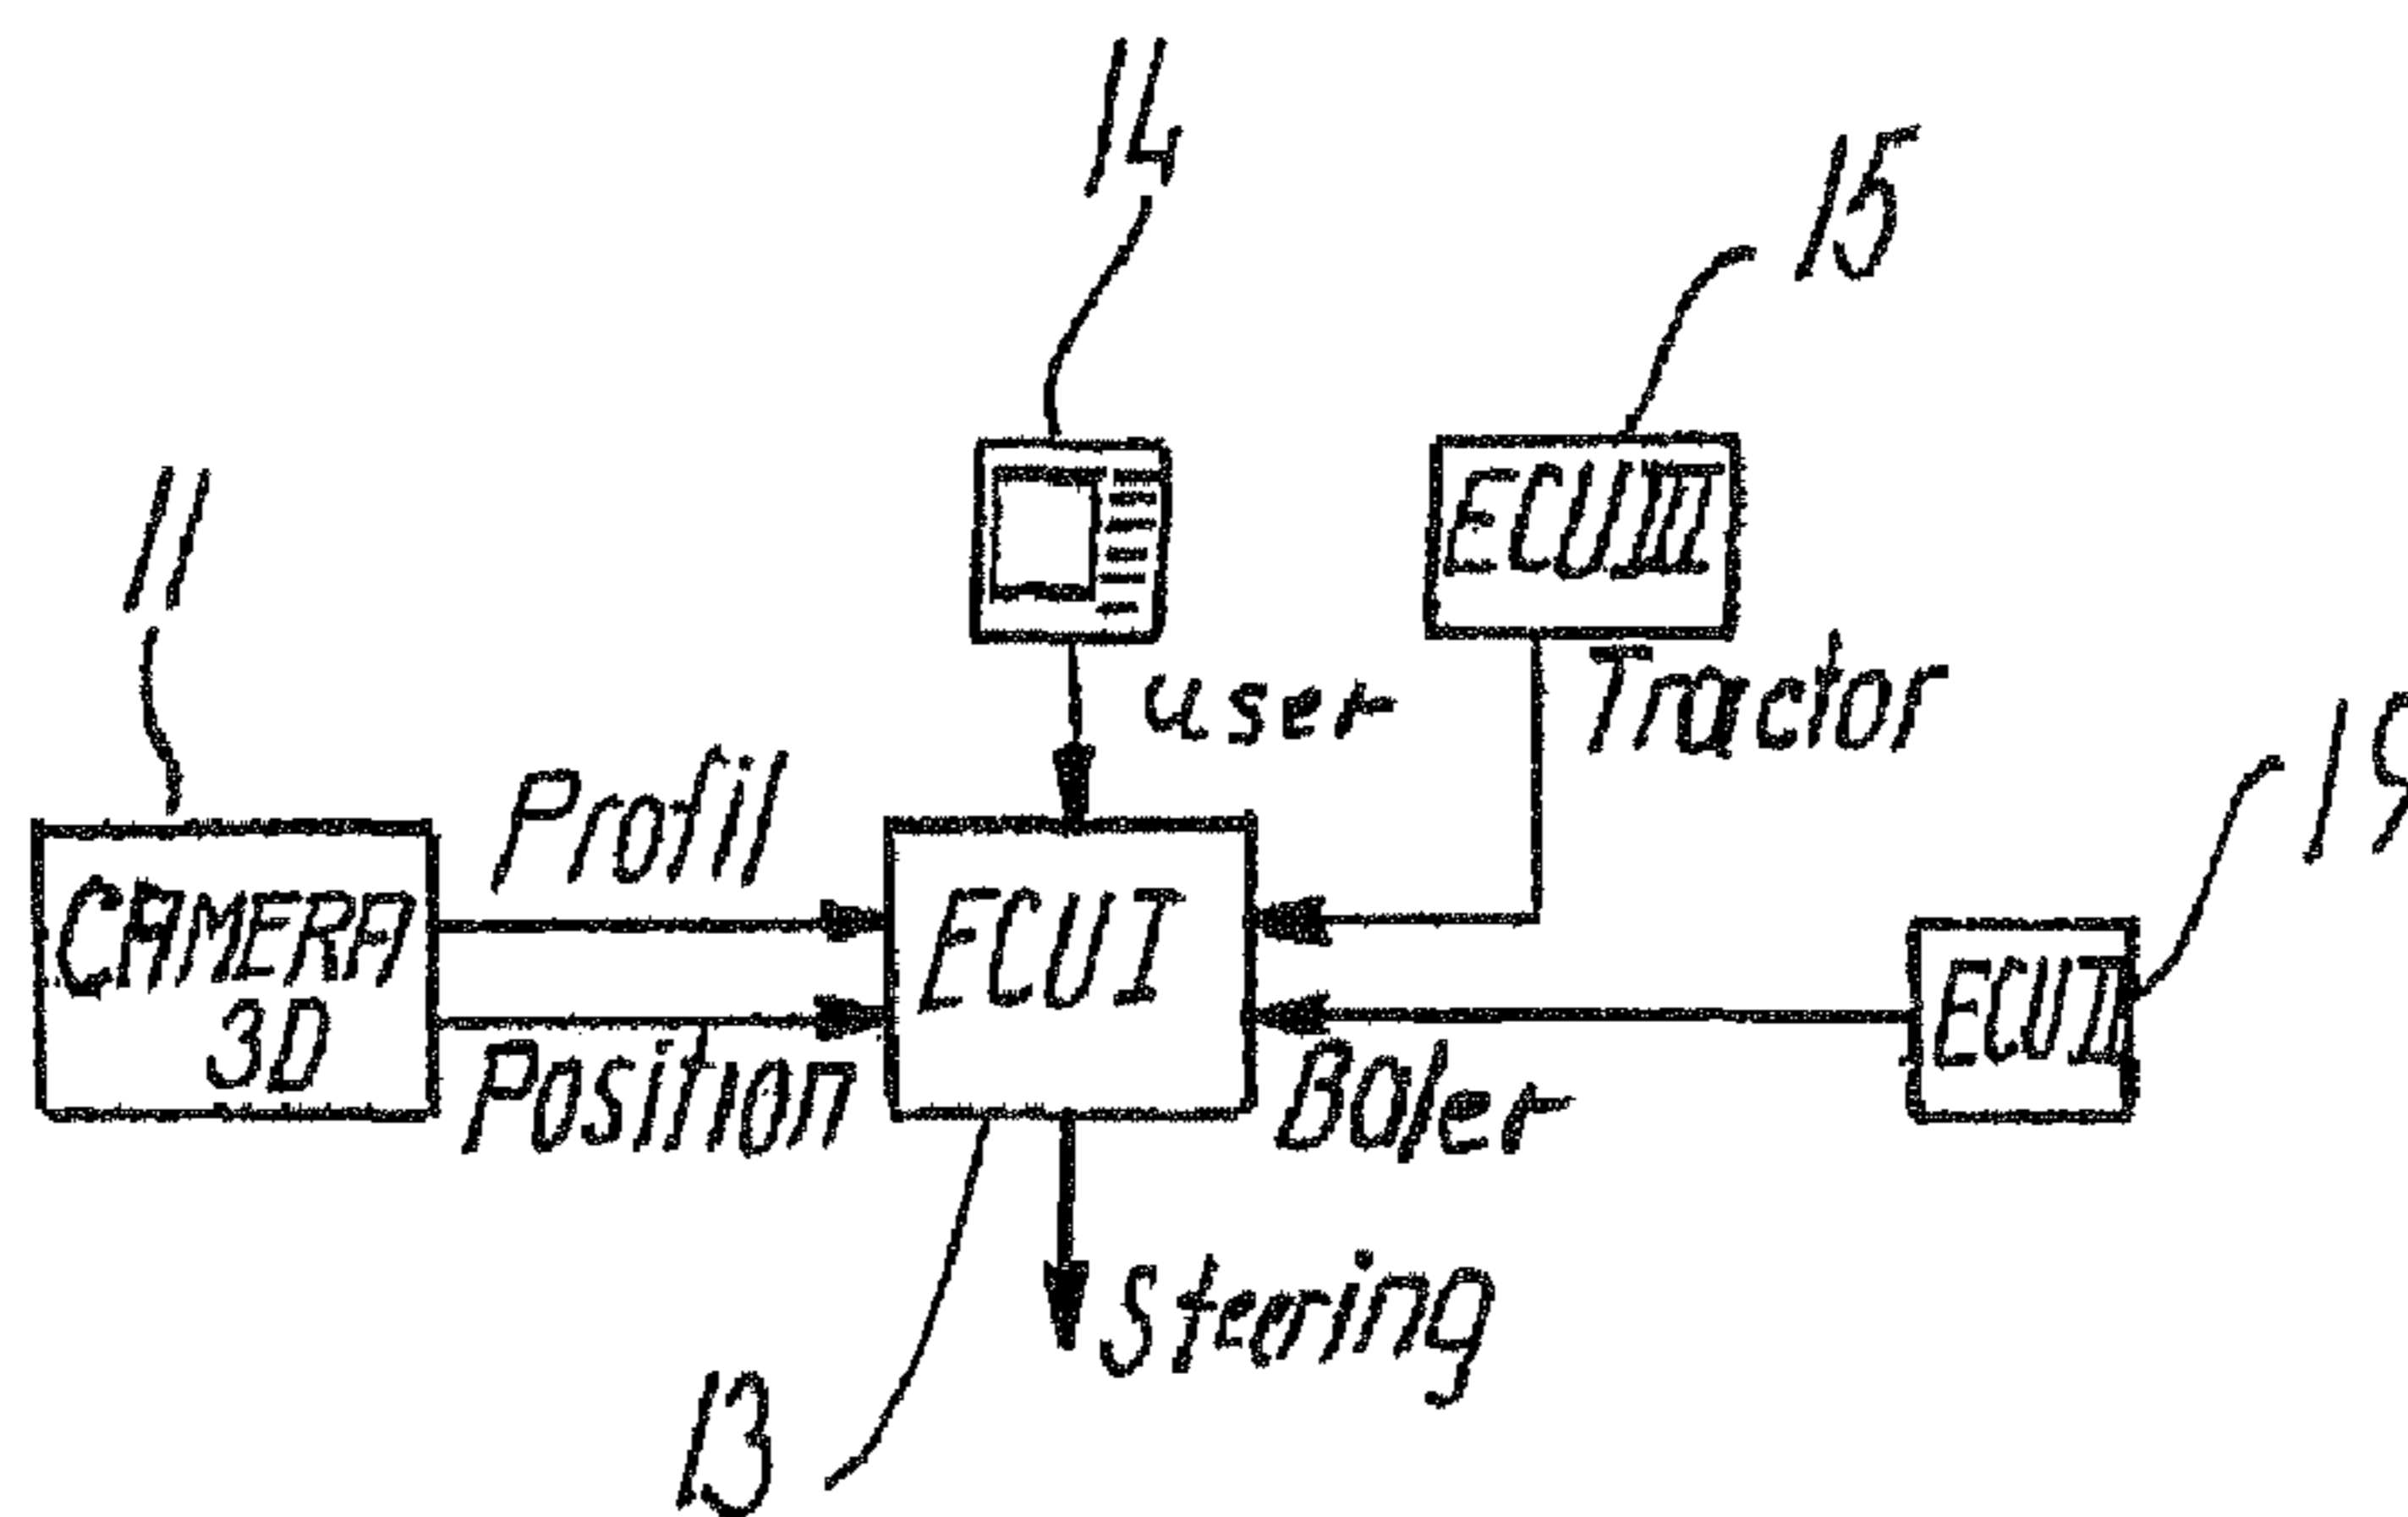 14
15
11
ECUIII
user
Tractor
19
Profil
CAMERA
3D
ECUI
ECUII
Position
Baler
Steering
13